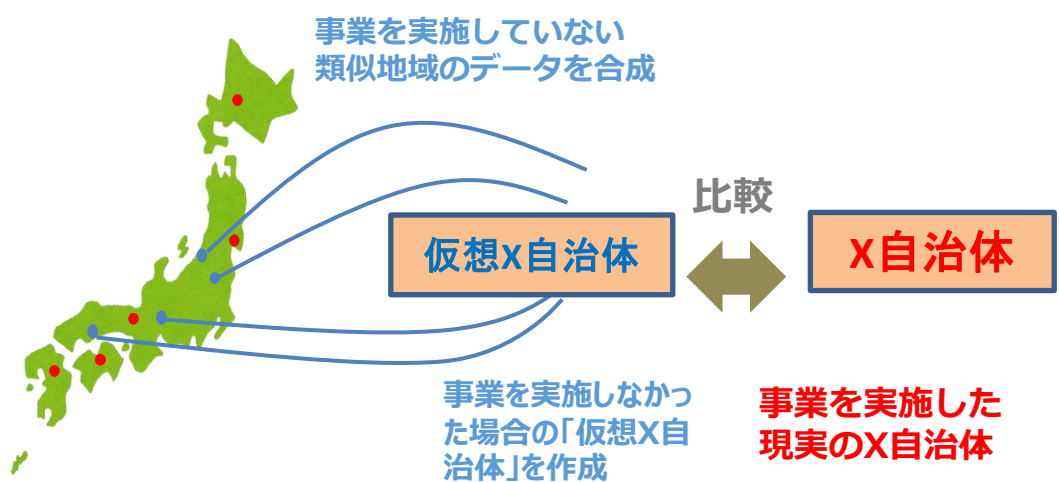 事業を実施していない
類似地域のデータを合成
比較
仮想X自治体
X自治体
事業を実施しなかっ
た場合の「仮想X自
治体」を作成
事業を実施した
現実のX自治体